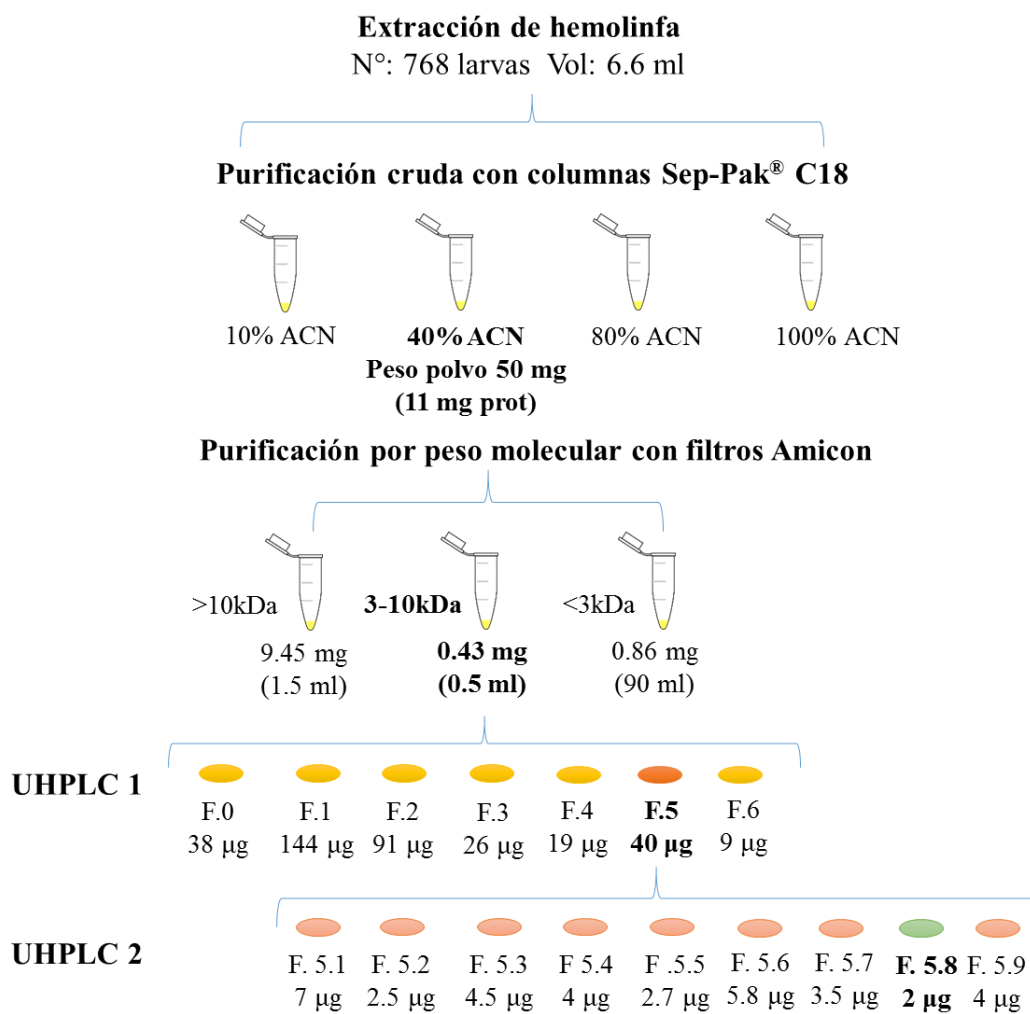 Extracción de hemolinfa
N°: 768 larvas Vol: 6.6 ml
Purificación cruda con columnas Sep-Pak® C18
10% ACN 40% ACN 80% ACN 100% ACN
Peso polvo 50 mg
(11 mg prot)
Purificación por peso molecular con filtros Amicon
>10kDa 3-10kDa <3kDa
9.45 mg 0.43 mg 0.86 mg
(1.5 ml) (0.5 ml) (90 ml)
UHPLC 1
F.0 F.1 F.2 F.3 F.4 F.5 F.6
38 µg 144 µg 91 µg 26 µg 19 µg 40 µg 9 µg
UHPLC 2
F. 5.1 F. 5.2 F. 5.3 F. 5.4 F .5.5 F. 5.6 F. 5.7 F. 5.8 F. 5.9
7 µg 2.5 µg 4.5 µg 4 µg 2.7 µg 5.8 µg 3.5 µg 2 µg 4 µg